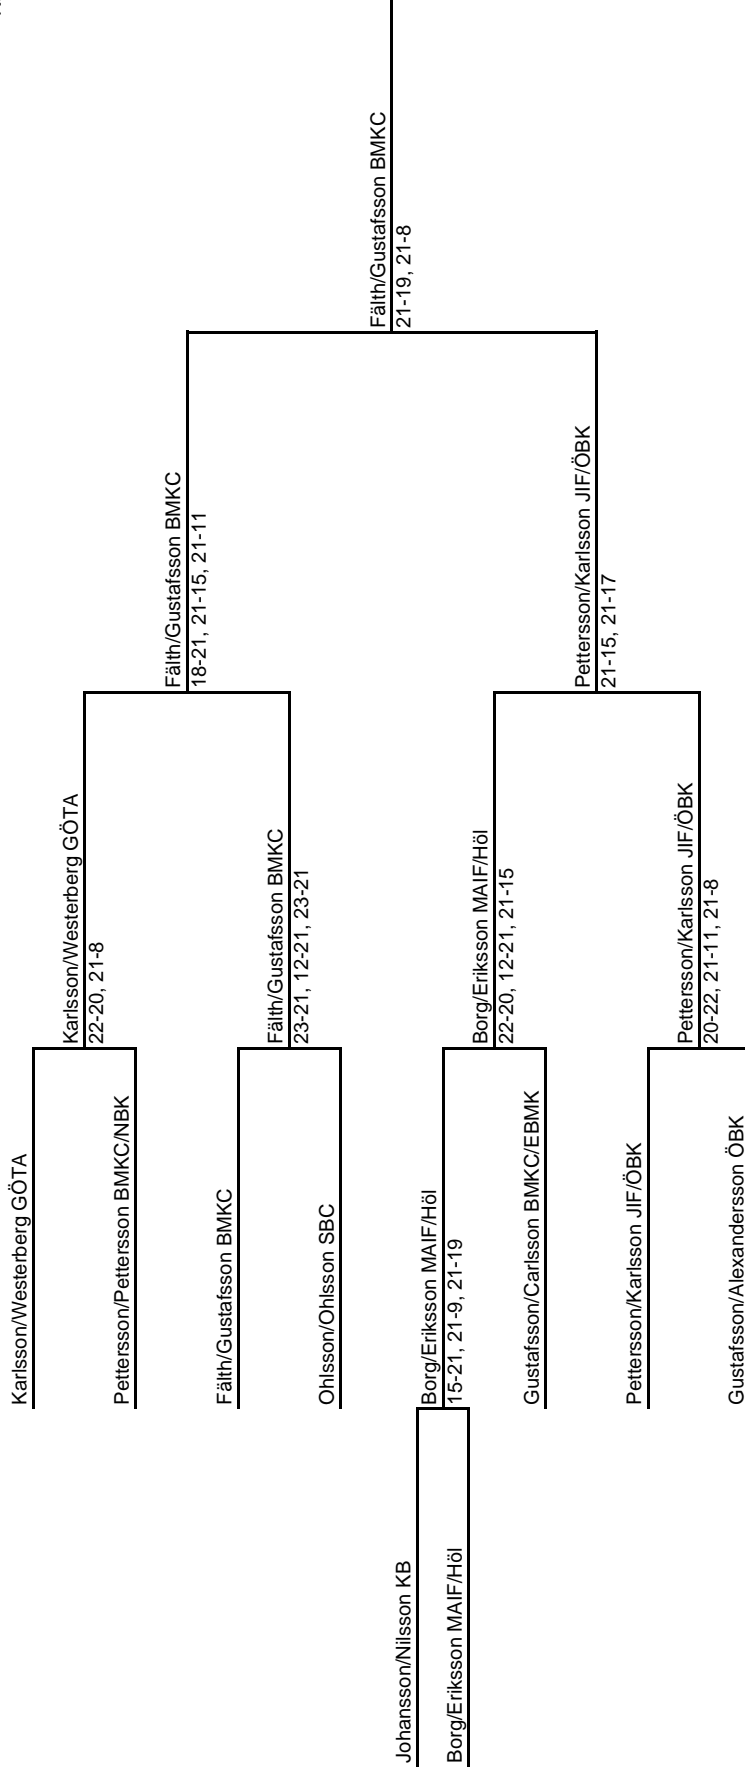 Johansson/Nilsson KB
Borg/Eriksson MAIF/Höl
Karlsson/Westerberg GÖTA
Pettersson/Pettersson BMKC/NBK
Fälth/Gustafsson BMKC
Ohlsson/Ohlsson SBC
Borg/Eriksson MAIF/Höl
15-21, 21-9, 21-19
Gustafsson/Carlsson BMKC/EBMK
Pettersson/Karlsson JIF/ÖBK
Gustafsson/Alexandersson ÖBK
Karlsson/Westerberg GÖTA
22-20, 21-8
Fälth/Gustafsson BMKC
23-21, 12-21, 23-21
Borg/Eriksson MAIF/Höl
22-20, 12-21, 21-15
Pettersson/Karlsson JIF/ÖBK
20-22, 21-11, 21-8
Fälth/Gustafsson BMKC
18-21, 21-15, 21-11
Pettersson/Karlsson JIF/ÖBK
21-15, 21-17
Fälth/Gustafsson BMKC
21-19, 21-8